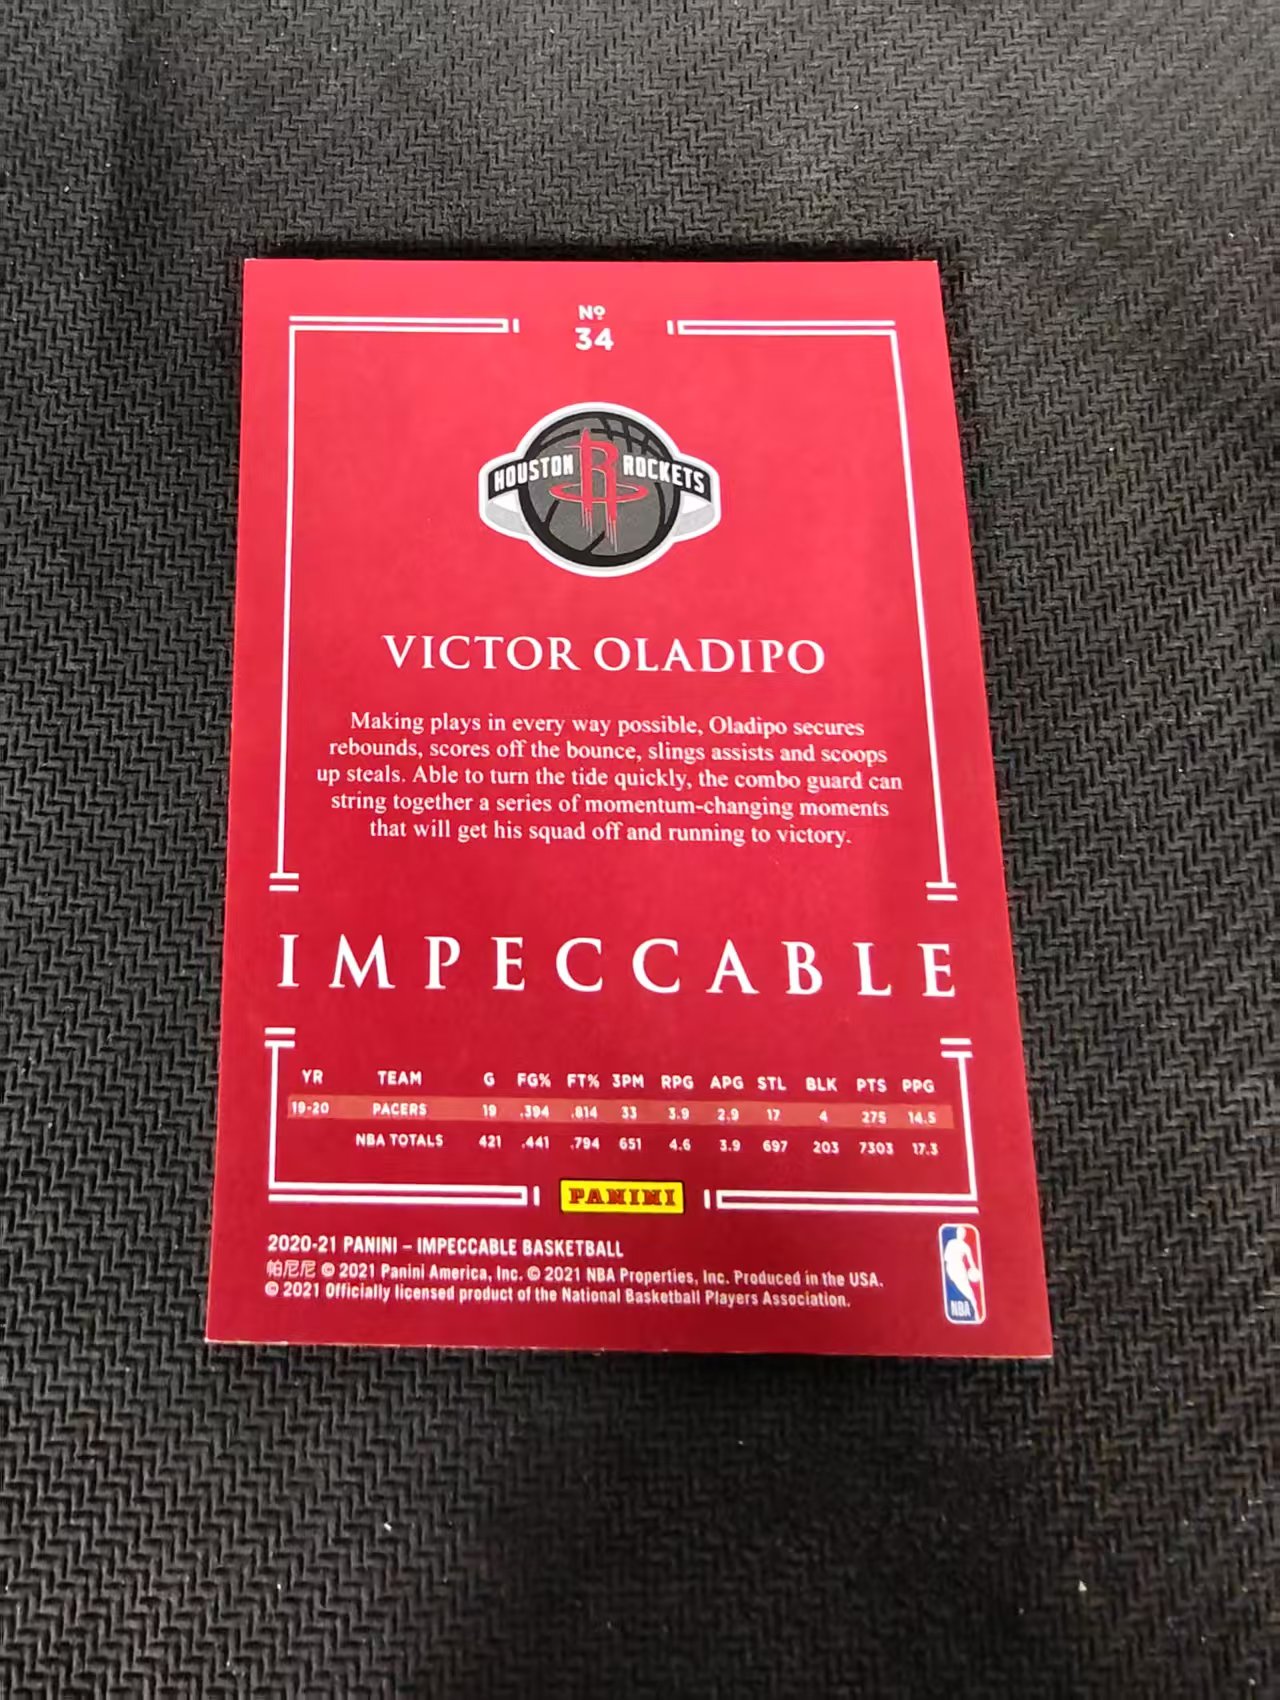 Nº
34
HOUSTON ROCKETS
VICTOR OLADIPO
Making plays in every way possible, Oladipo secures
rebounds, scores off the bounce, slings assists and scoops
up steals. Able to turn the tide quickly, the combo guard can
string together a series of momentum-changing moments
that will get his squad off and running to victory.
IMPECCABLE
YR TEAM G FG% FT% 3PM RPG APG STL BLK PTS PPG
19-20 PACERS 19 .394 .814 33 3.9 2.9 17 4 275 14.5
NBA TOTALS 421 .441 .794 651 4.6 3.9 697 203 7303 17.3
PANINI
2020-21 PANINI – IMPECCABLE BASKETBALL
帕尼尼 © 2021 Panini America, Inc. © 2021 NBA Properties, Inc. Produced in the USA.
© 2021 Officially licensed product of the National Basketball Players Association.
NBA